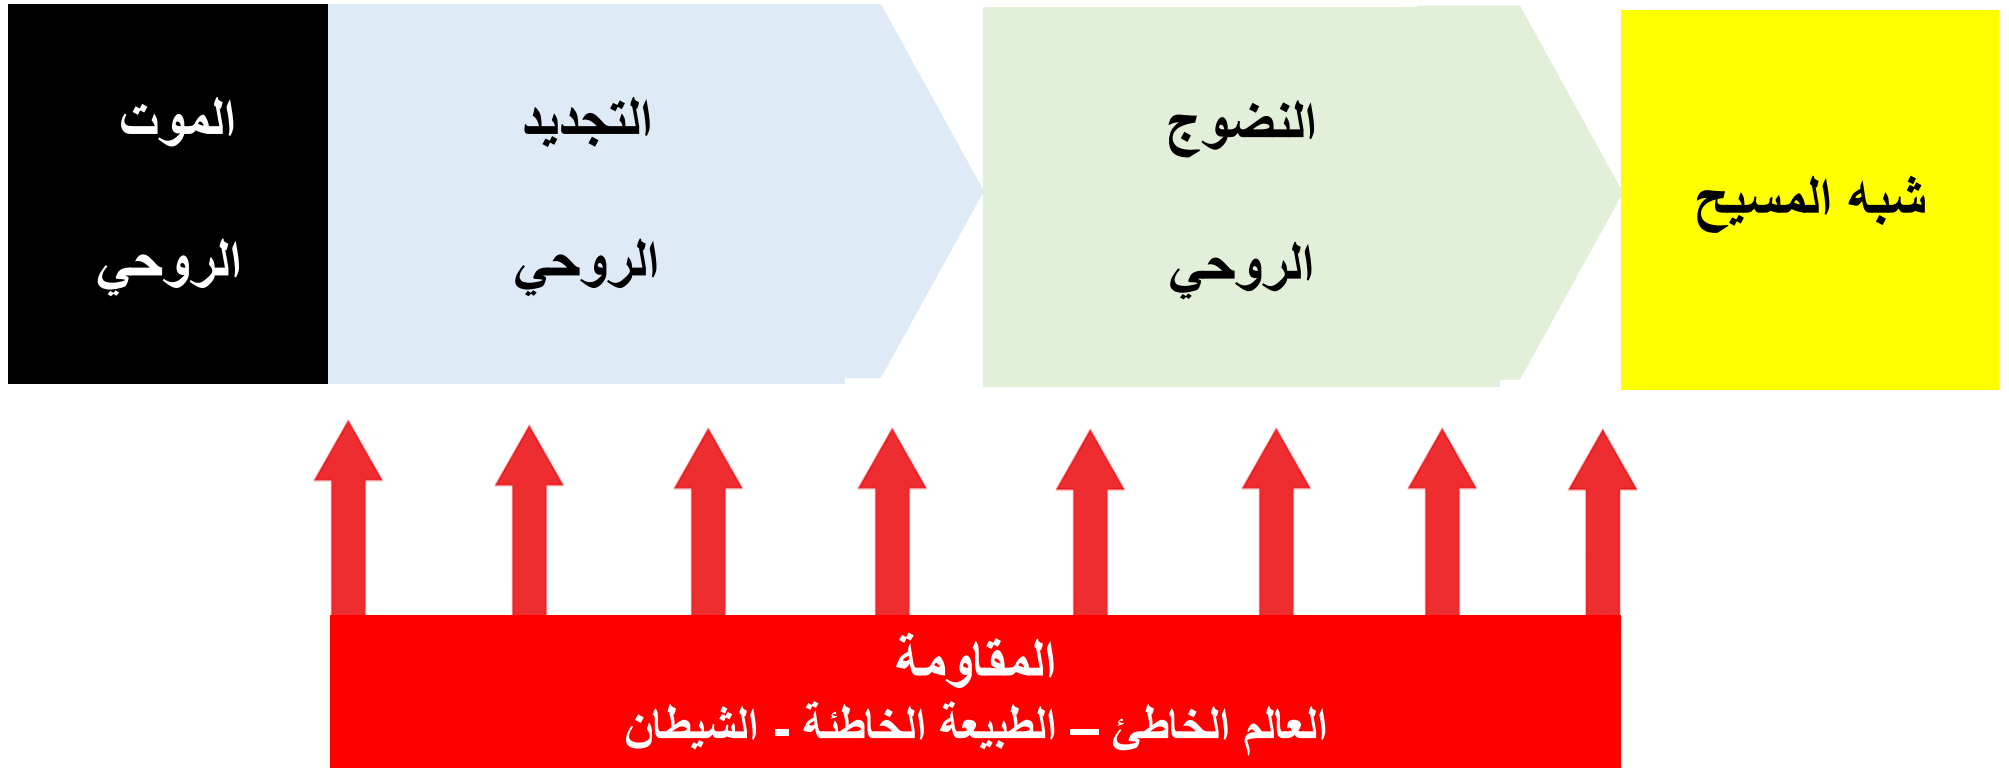 الموت
الروحي
التجديد
الروحي
النضوج
الروحي
شبه المسيح
المقاومة
العالم الخاطئ – الطبيعة الخاطئة - الشيطان